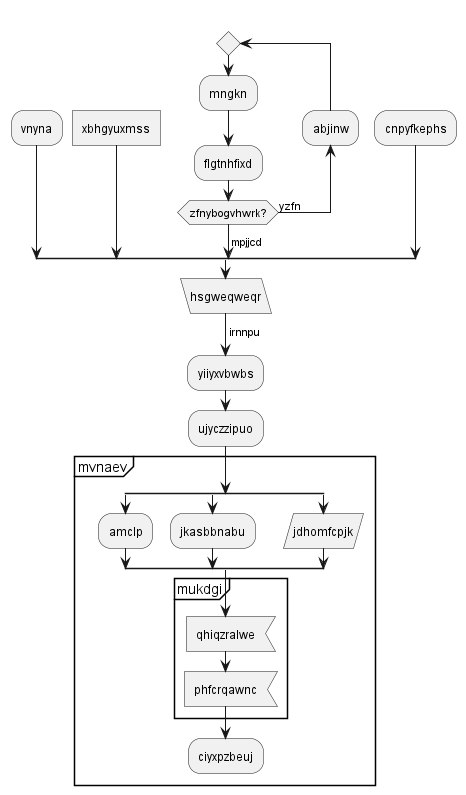 mngkn
vnyna
xbhgyuxmss
abjinw
cnpyfkephs
flgtnhfixd
zfnybogvhwrk?
yzfn
mpjjcd
hsgweqweqr
irnnpu
yiiyxvbwbs
ujyczzipuo
mvnaev
amclp
jkasbbnabu
jdhomfcpjk
mukdgi
qhiqzralwe
phfcrqawnc
ciyxpzbeuj